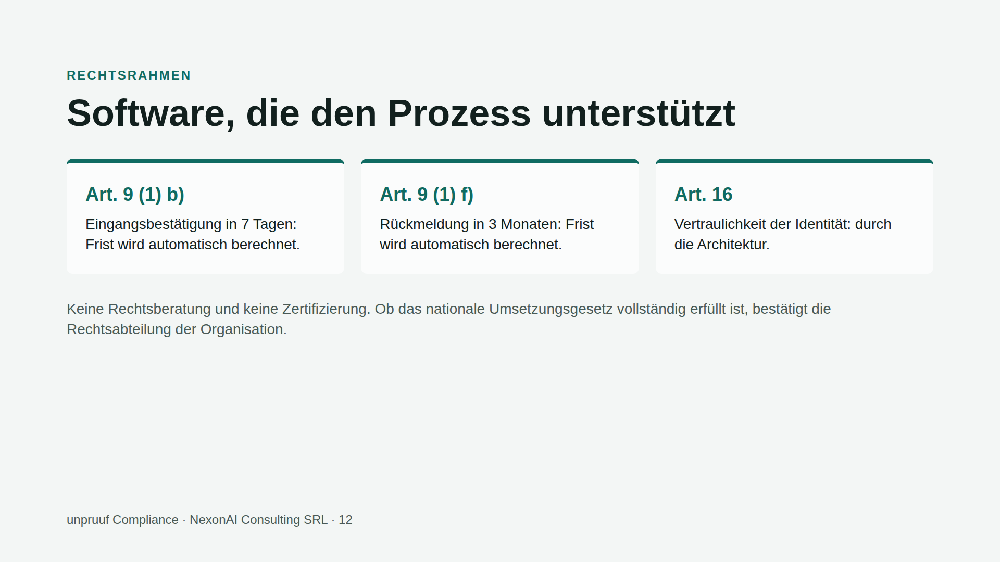 RECHTSRAHMEN
Software, die den Prozess unterstützt
Art. 9 (1) b)
Eingangsbestätigung in 7 Tagen:
Frist wird automatisch berechnet.
Art. 9 (1) f)
Rückmeldung in 3 Monaten: Frist
wird automatisch berechnet.
Art. 16
Vertraulichkeit der Identität: durch
die Architektur.
Keine Rechtsberatung und keine Zertifizierung. Ob das nationale Umsetzungsgesetz vollständig erfüllt ist, bestätigt die
Rechtsabteilung der Organisation.
unpruuf Compliance · NexonAI Consulting SRL · 12